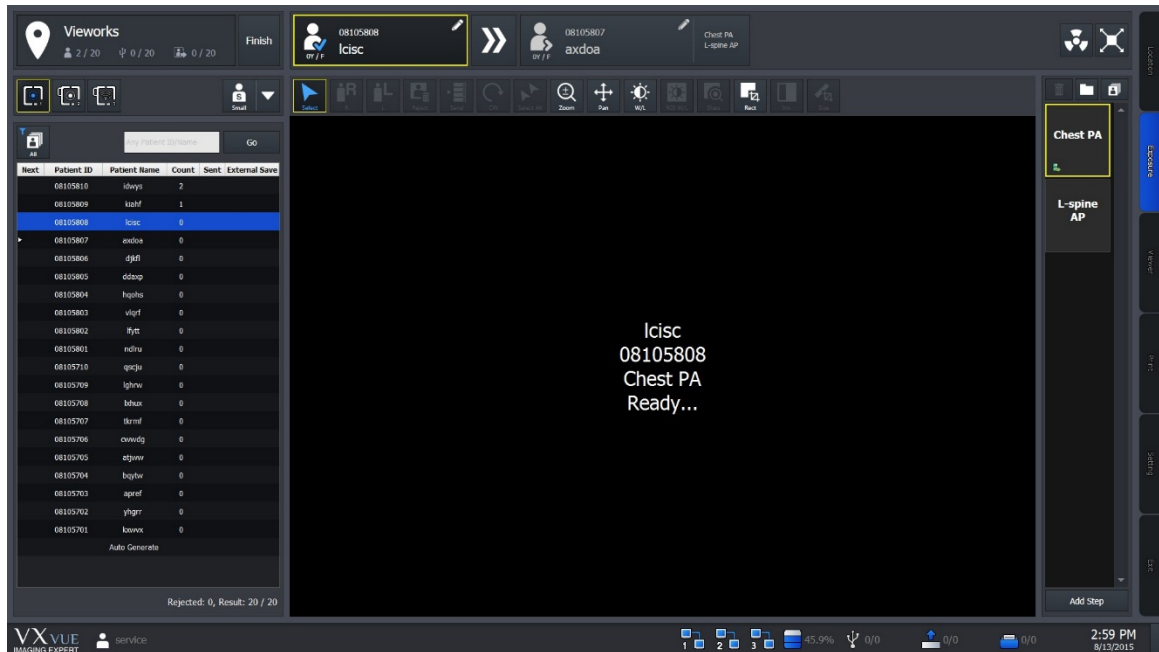 Vieworks
2 / 20 0 / 20 0 / 20
Finish
0Y / F
08105808
lcisc
0Y / F
08105807
axdoa
Chest PA
L-spine AP
Location
Small
Select
Zoom
Pan
W/L
Rect
All
Any Patient ID/Name
Go
Next Patient ID Patient Name Count Sent External Save
08105810 idwys 2
08105809 kiahf 1
08105808 lcisc 0
08105807 axdoa 0
08105806 djkfl 0
08105805 ddaxp 0
08105804 hqohs 0
08105803 vlqrf 0
08105802 lfytt 0
08105801 ndlru 0
08105710 qscju 0
08105709 lghrw 0
08105708 0
08105707 tkrmf 0
08105706 cwwdg 0
08105705 atjww 0
08105704 bqytw 0
08105703 apref 0
08105702 yhgrr 0
08105701 0
Auto Generate
Rejected: 0, Result: 20 / 20
lcisc
08105808
Chest PA
Ready...
Chest PA
L-spine
AP
Add Step
Exposure
Viewer
Print
Setting
Exit
VXVUE
IMAGING EXPERT
service
1 2 3 45.9% 0/0 0/0 0/0
2:59 PM
8/13/2015